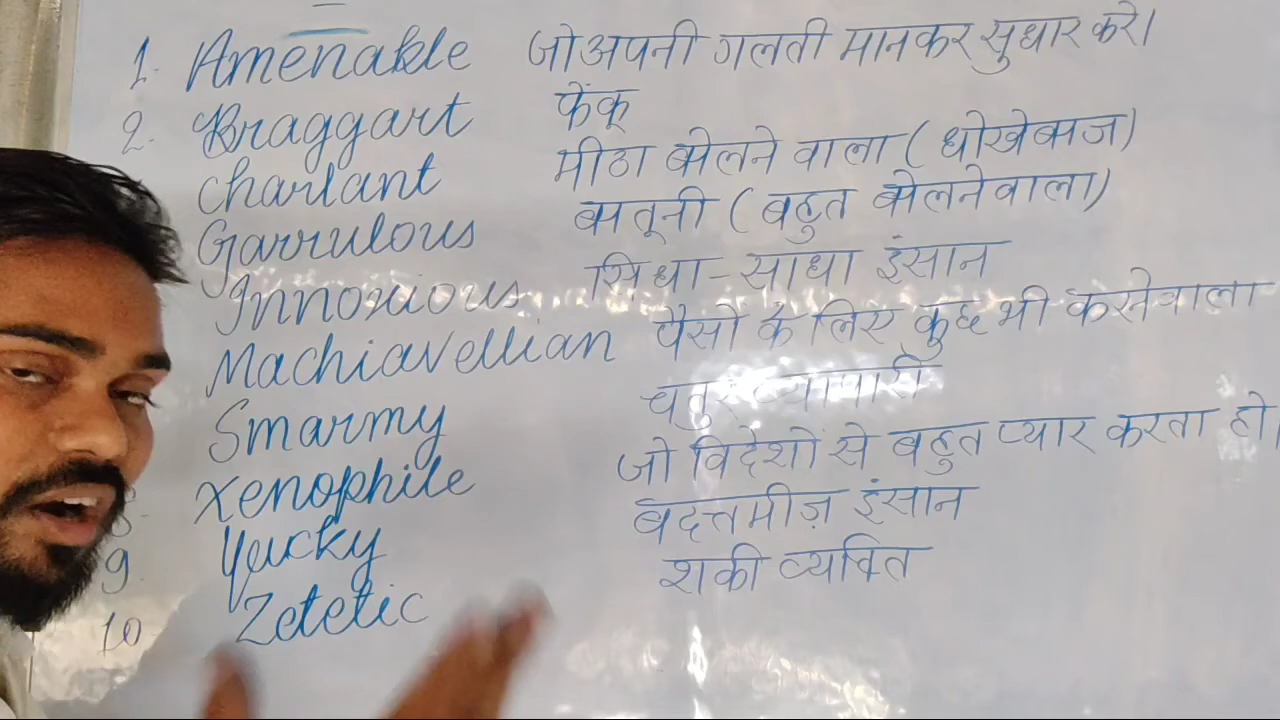 1. Amenable जो अपनी गलती मानकर सुधार करे।
2. Braggart फेंकू
Charlant मीठा बोलने वाला (धोखेबाज)
Garrulous बातूनी (बहुत बोलनेवाला)
Innoxious सिधा-साधा इंसान
Machiavellian पैसों के लिए कुछ भी करनेवाला
Smarmy चतुर व्यापारी
Xenophile जो विदेशों से बहुत प्यार करता हो।
9. Yucky बदत्तमीज़ इंसान
10 Zetetic शकी व्यक्ति